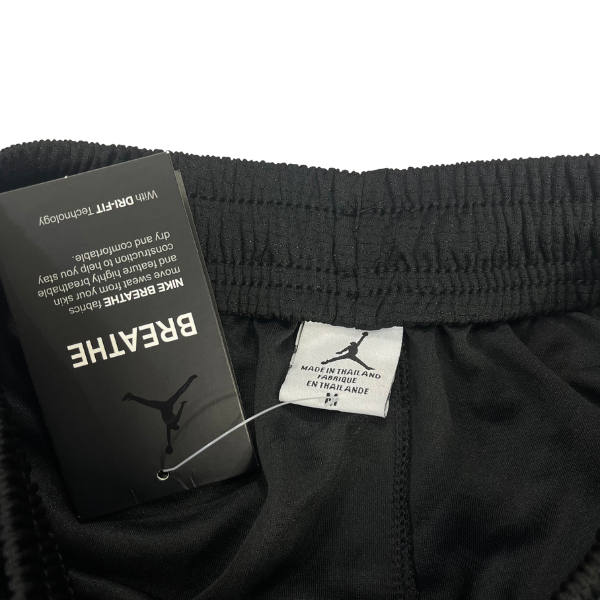 BREATHE
NIKE BREATHE fabrics
move sweat from your skin
and feature highly breathable
construction to help you stay
dry and comfortable.
With DRI-FIT Technology
MADE IN THAILAND
FABRIQUE
EN THAILANDE
M